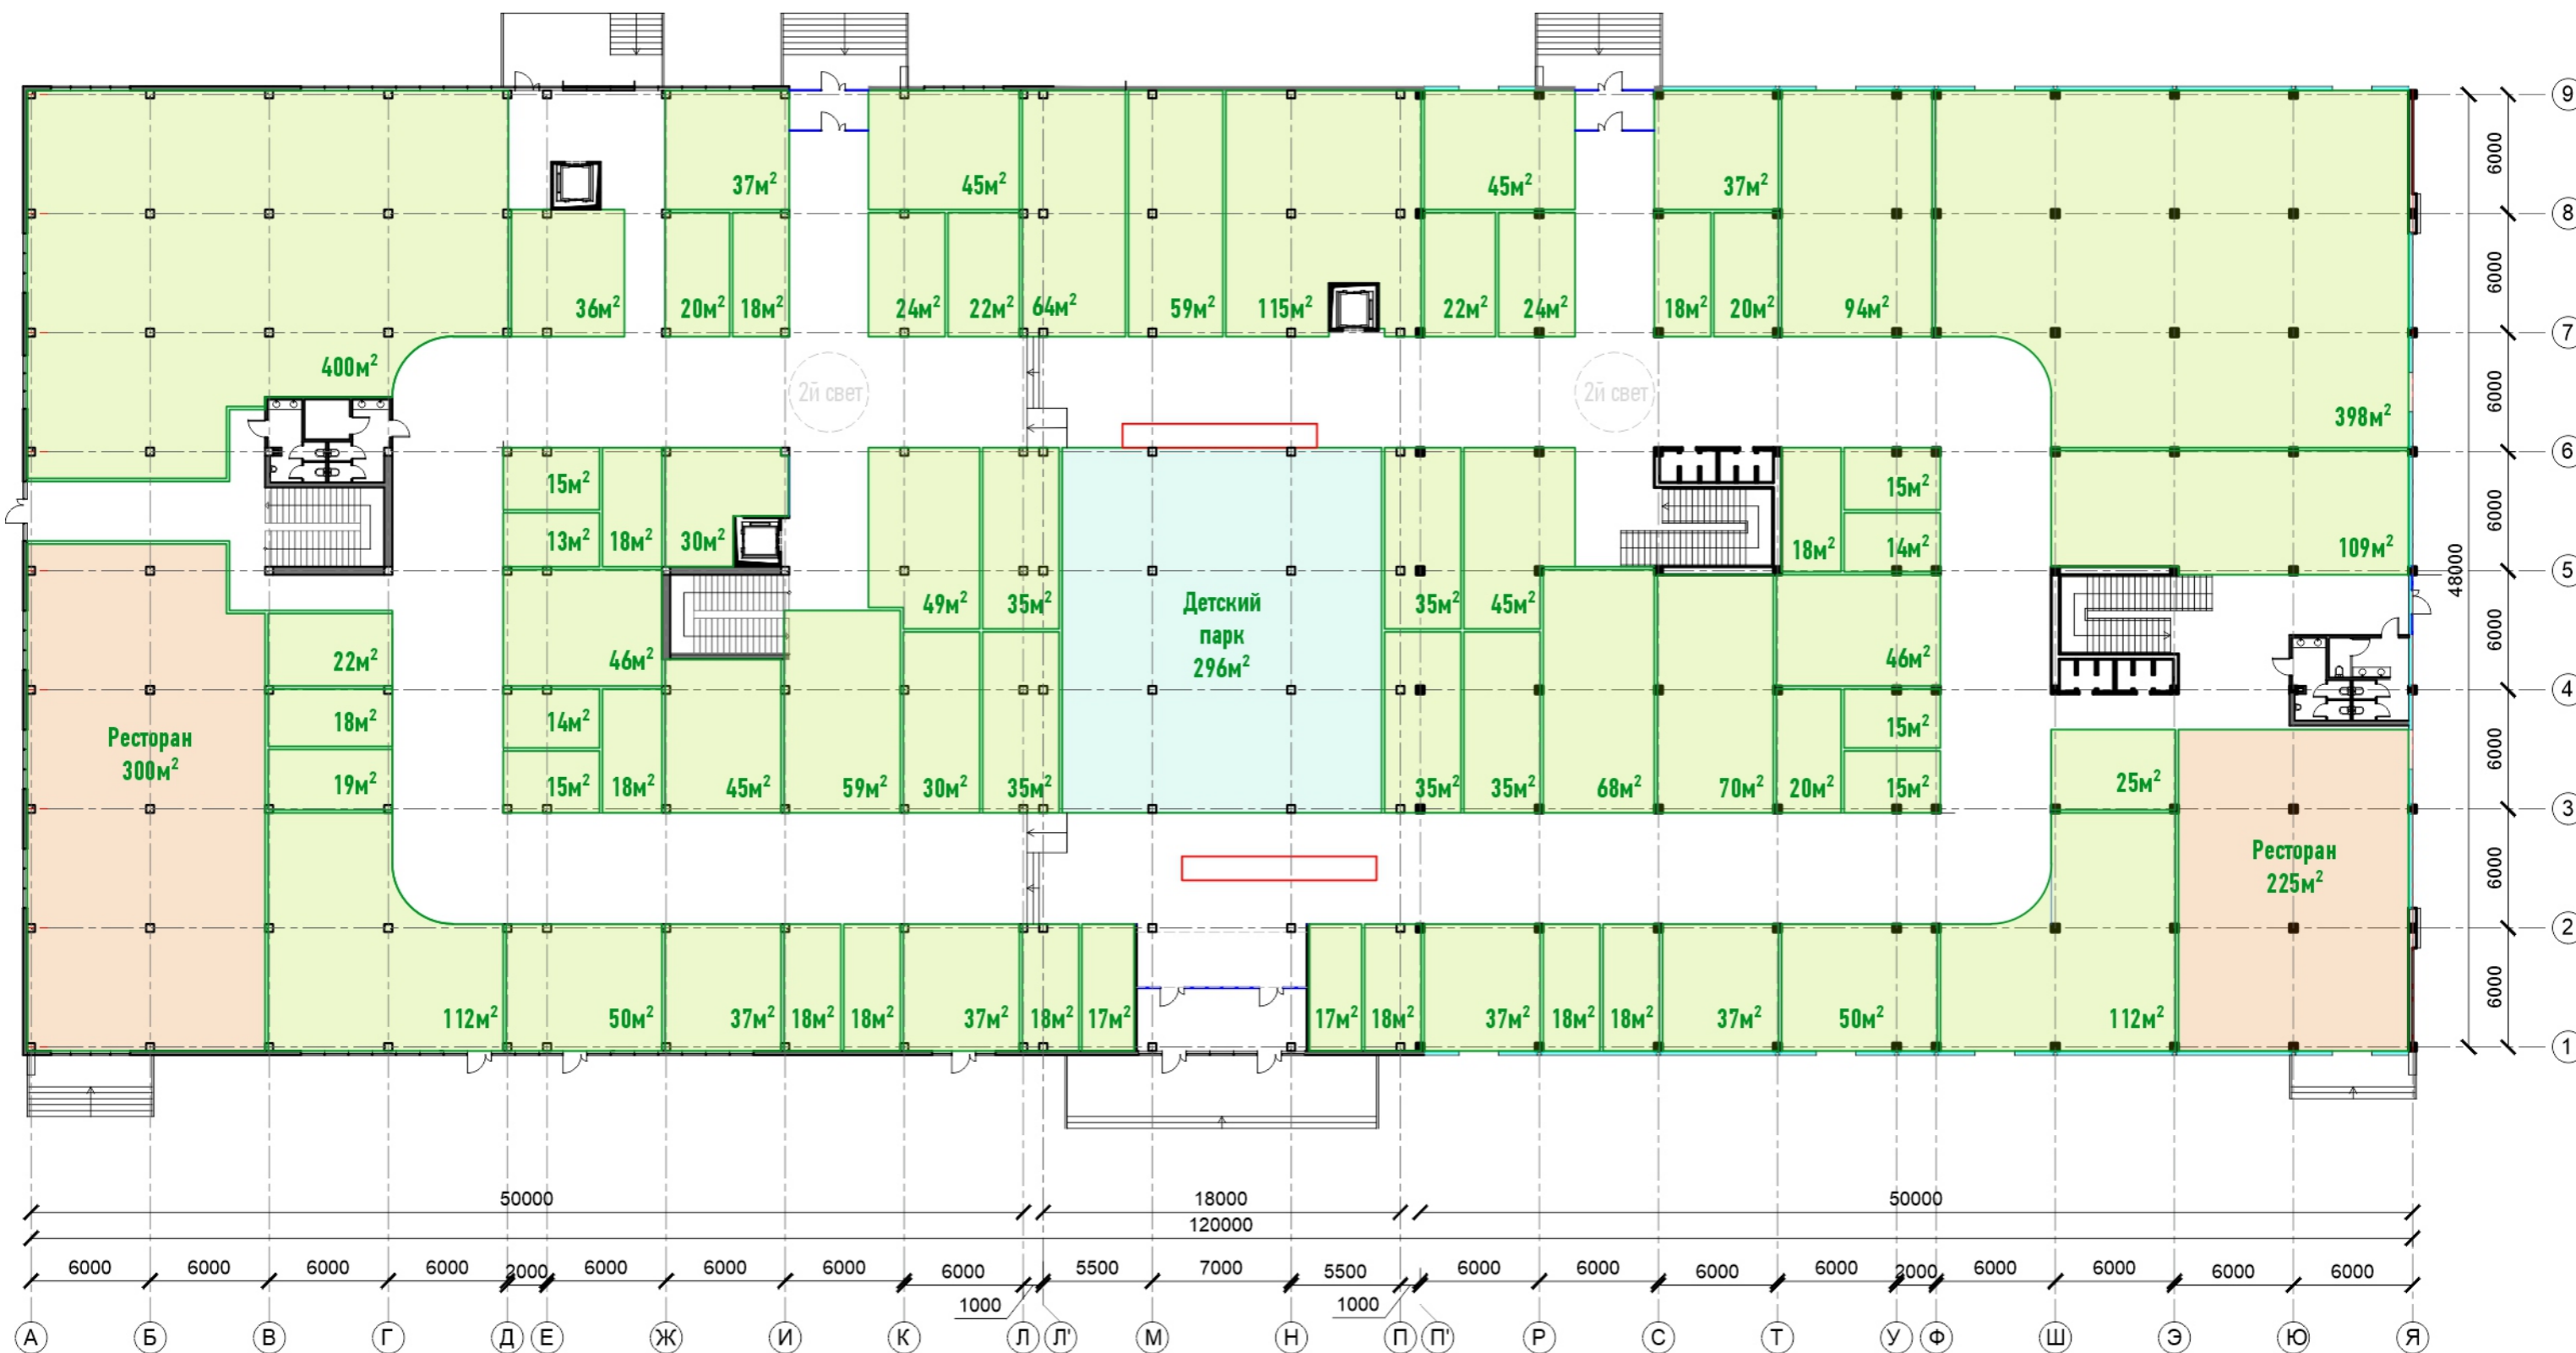 9
37м²
45м²
45м²
37м²
6000
8
36м²
20м²
18м²
24м²
22м²
64м²
59м²
115м²
22м²
24м²
18м²
20м²
94м²
6000
7
400м²
2й свет
2й свет
398м²
6000
6
15м²
13м²
18м²
30м²
49м²
35м²
35м²
45м²
18м²
15м²
14м²
109м²
6000
48000
5
Детский
парк
296м²
22м²
46м²
46м²
6000
4
Ресторан
300м²
18м²
19м²
14м²
15м²
18м²
45м²
59м²
30м²
35м²
35м²
35м²
68м²
70м²
20м²
15м²
15м²
25м²
6000
3
Ресторан
225м²
6000
2
112м²
50м²
37м²
18м²
18м²
37м²
18м²
17м²
17м²
18м²
37м²
18м²
18м²
37м²
50м²
112м²
6000
1
50000
18000
50000
120000
6000
6000
6000
6000
2000
6000
6000
6000
6000
1000
5500
7000
5500
1000
6000
6000
6000
6000
2000
6000
6000
6000
6000
А
Б
В
Г
Д
Е
Ж
И
К
Л
Л'
М
Н
П
П'
Р
С
Т
У
Ф
Ш
Э
Ю
Я